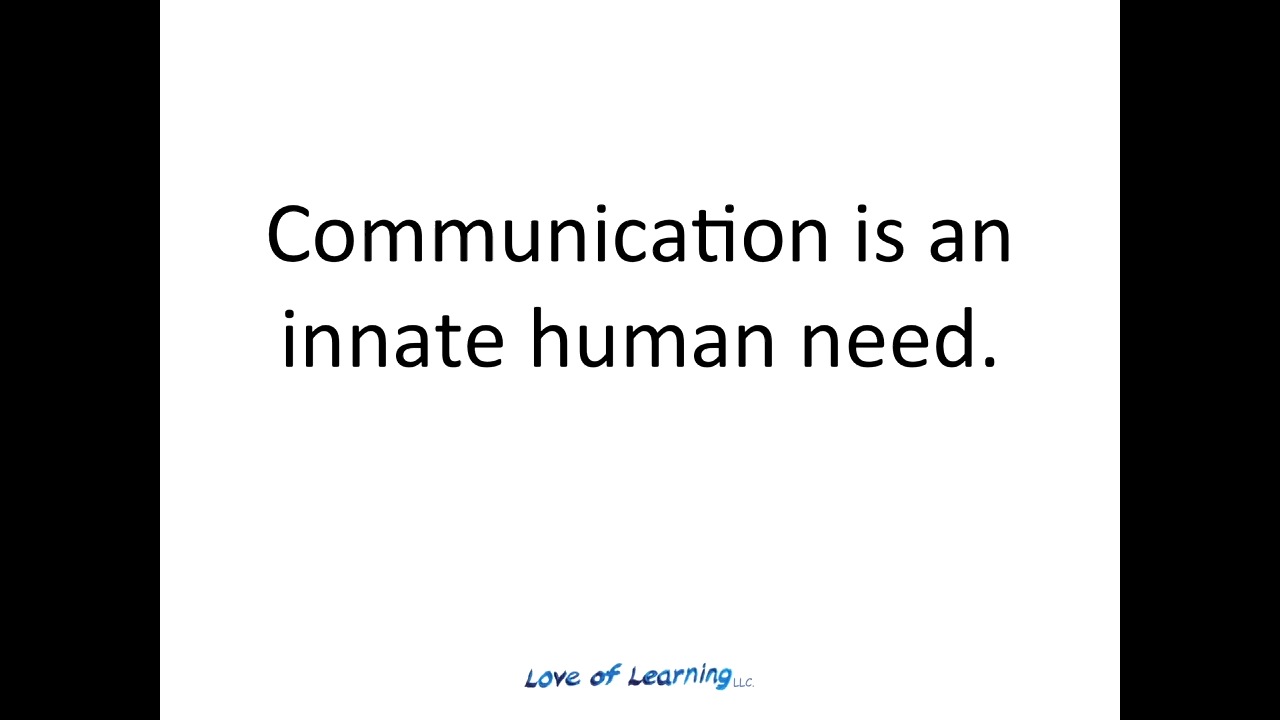 Communication is an
innate human need.
Love of Learning LLC.